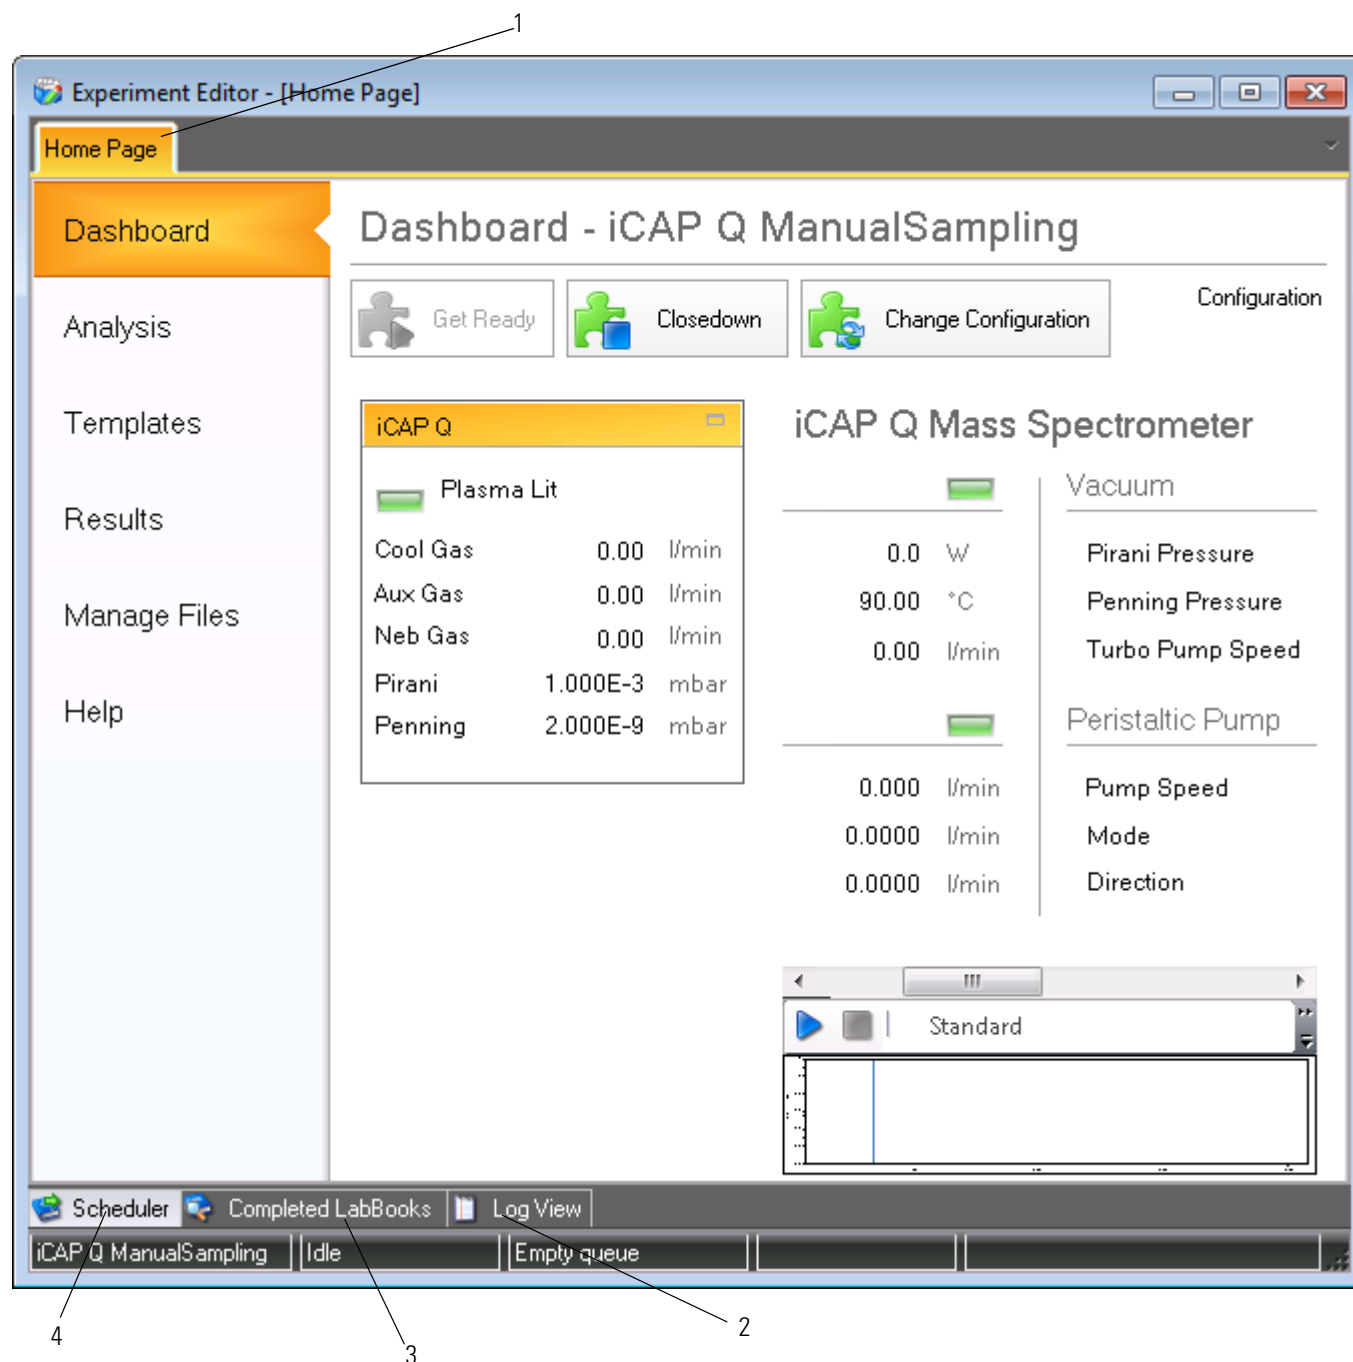 1
Experiment Editor - [Home Page]
Home Page
Dashboard
Analysis
Templates
Results
Manage Files
Help
Dashboard - iCAP Q ManualSampling
Get Ready
Closedown
Change Configuration
Configuration
iCAP Q
Plasma Lit
Cool Gas 0.00 l/min
Aux Gas 0.00 l/min
Neb Gas 0.00 l/min
Pirani 1.000E-3 mbar
Penning 2.000E-9 mbar
iCAP Q Mass Spectrometer
0.0 W
90.00 °C
0.00 l/min
Vacuum
Pirani Pressure
Penning Pressure
Turbo Pump Speed
0.000 l/min
0.0000 l/min
0.0000 l/min
Peristaltic Pump
Pump Speed
Mode
Direction
Standard
Scheduler Completed LabBooks Log View
iCAP Q ManualSampling Idle Empty queue
4
3
2